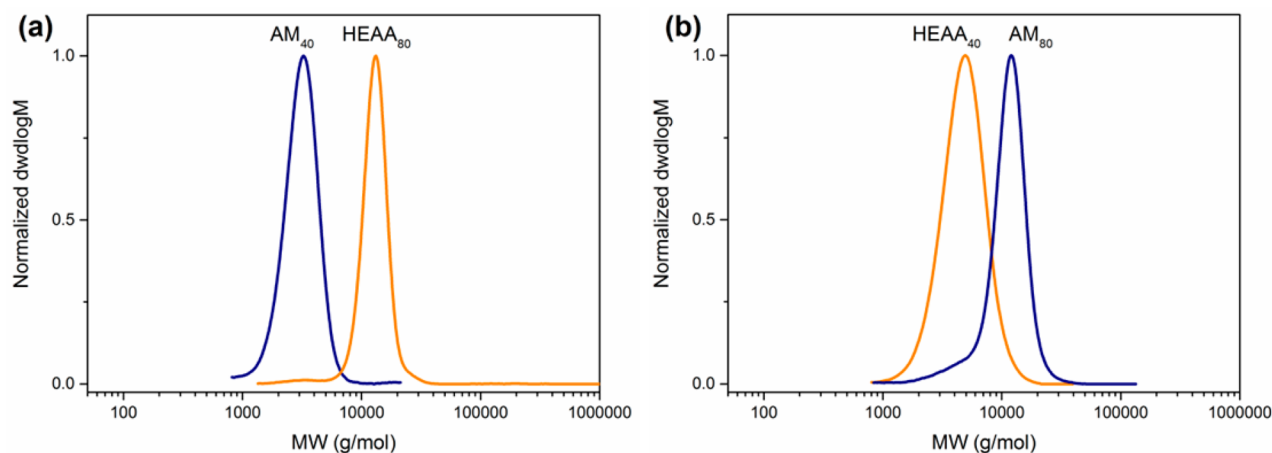 (a)
AM40 HEAA80
Normalized dwdlogM
1.0
0.5
0.0
100 1000 10000 100000 1000000
MW (g/mol)
(b)
HEAA40 AM80
Normalized dwdlogM
1.0
0.5
0.0
100 1000 10000 100000 1000000
MW (g/mol)